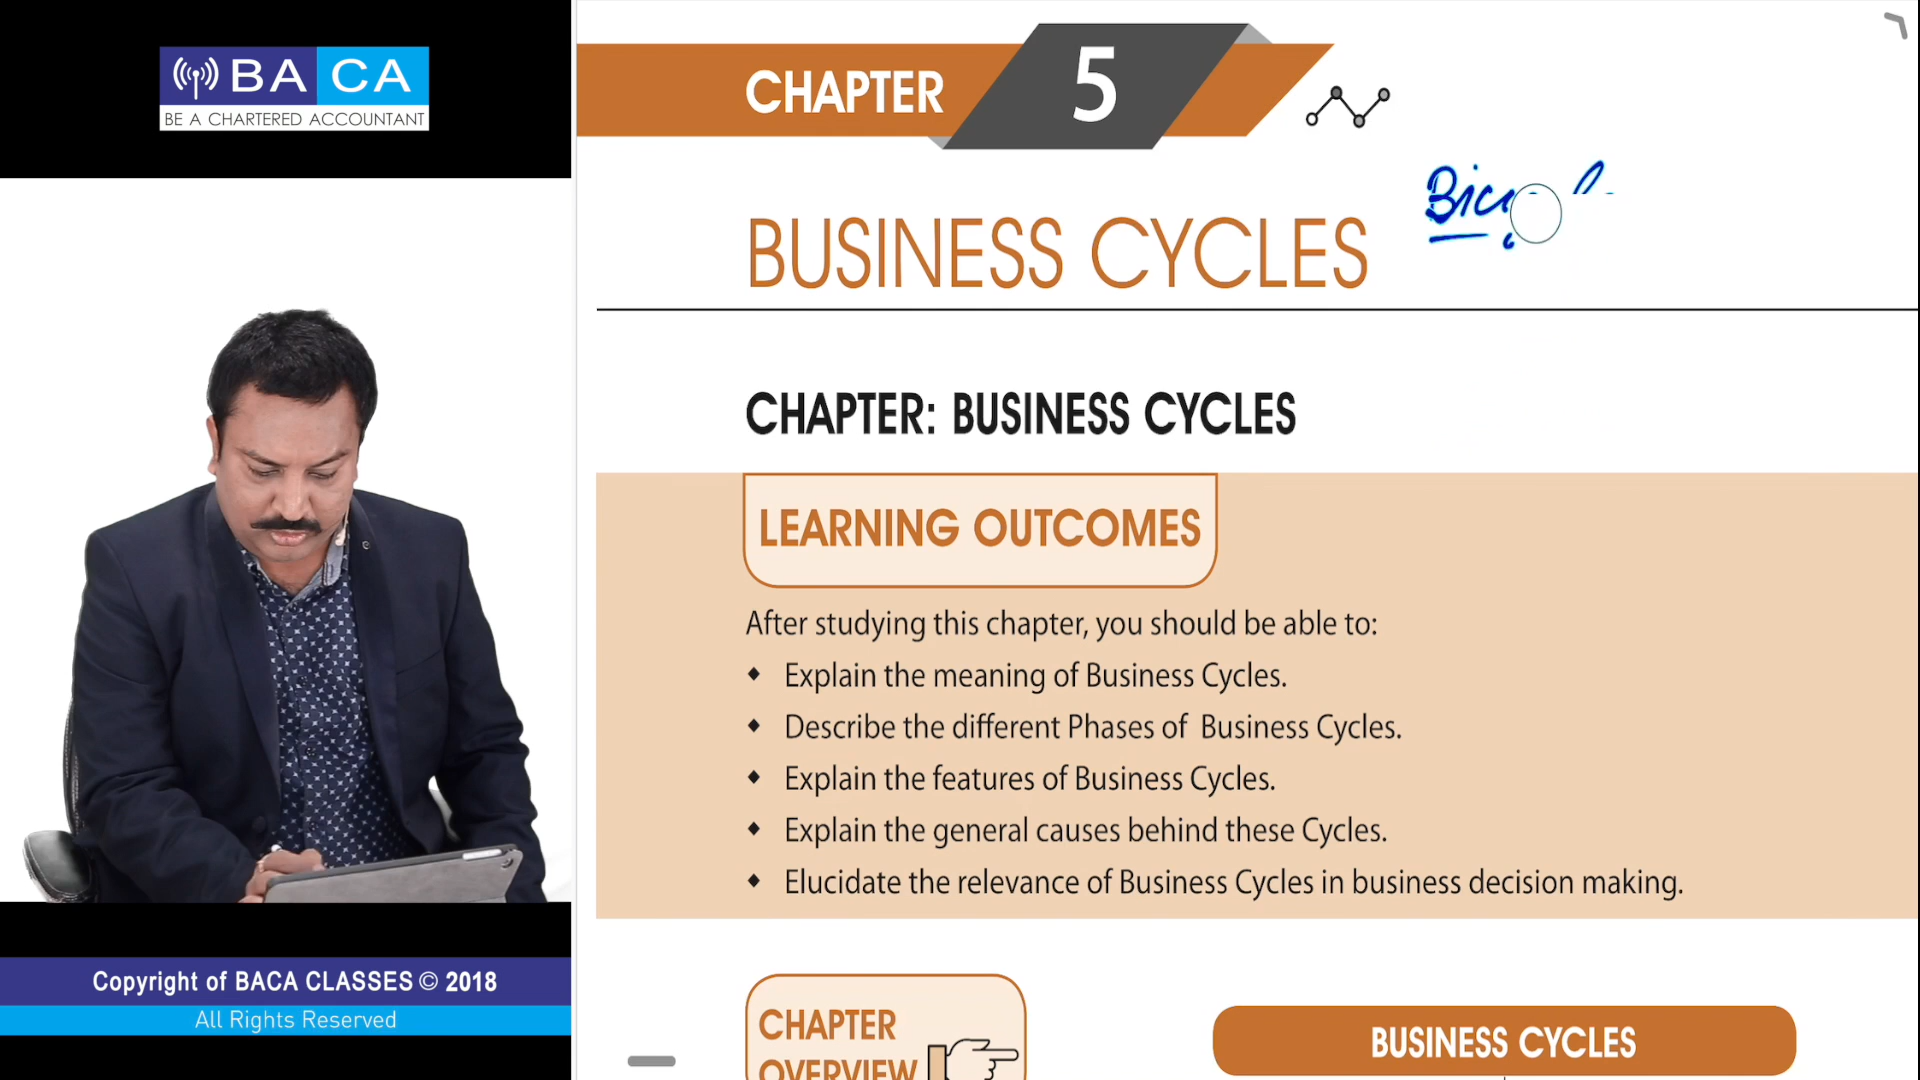 BA CA
BE A CHARTERED ACCOUNTANT
CHAPTER 5
BUSINESS CYCLES
CHAPTER: BUSINESS CYCLES
LEARNING OUTCOMES
After studying this chapter, you should be able to:
Explain the meaning of Business Cycles.
Describe the different Phases of Business Cycles.
Explain the features of Business Cycles.
Explain the general causes behind these Cycles.
Elucidate the relevance of Business Cycles in business decision making.
CHAPTER
OVERVIEW
BUSINESS CYCLES
Copyright of BACA CLASSES © 2018
All Rights Reserved